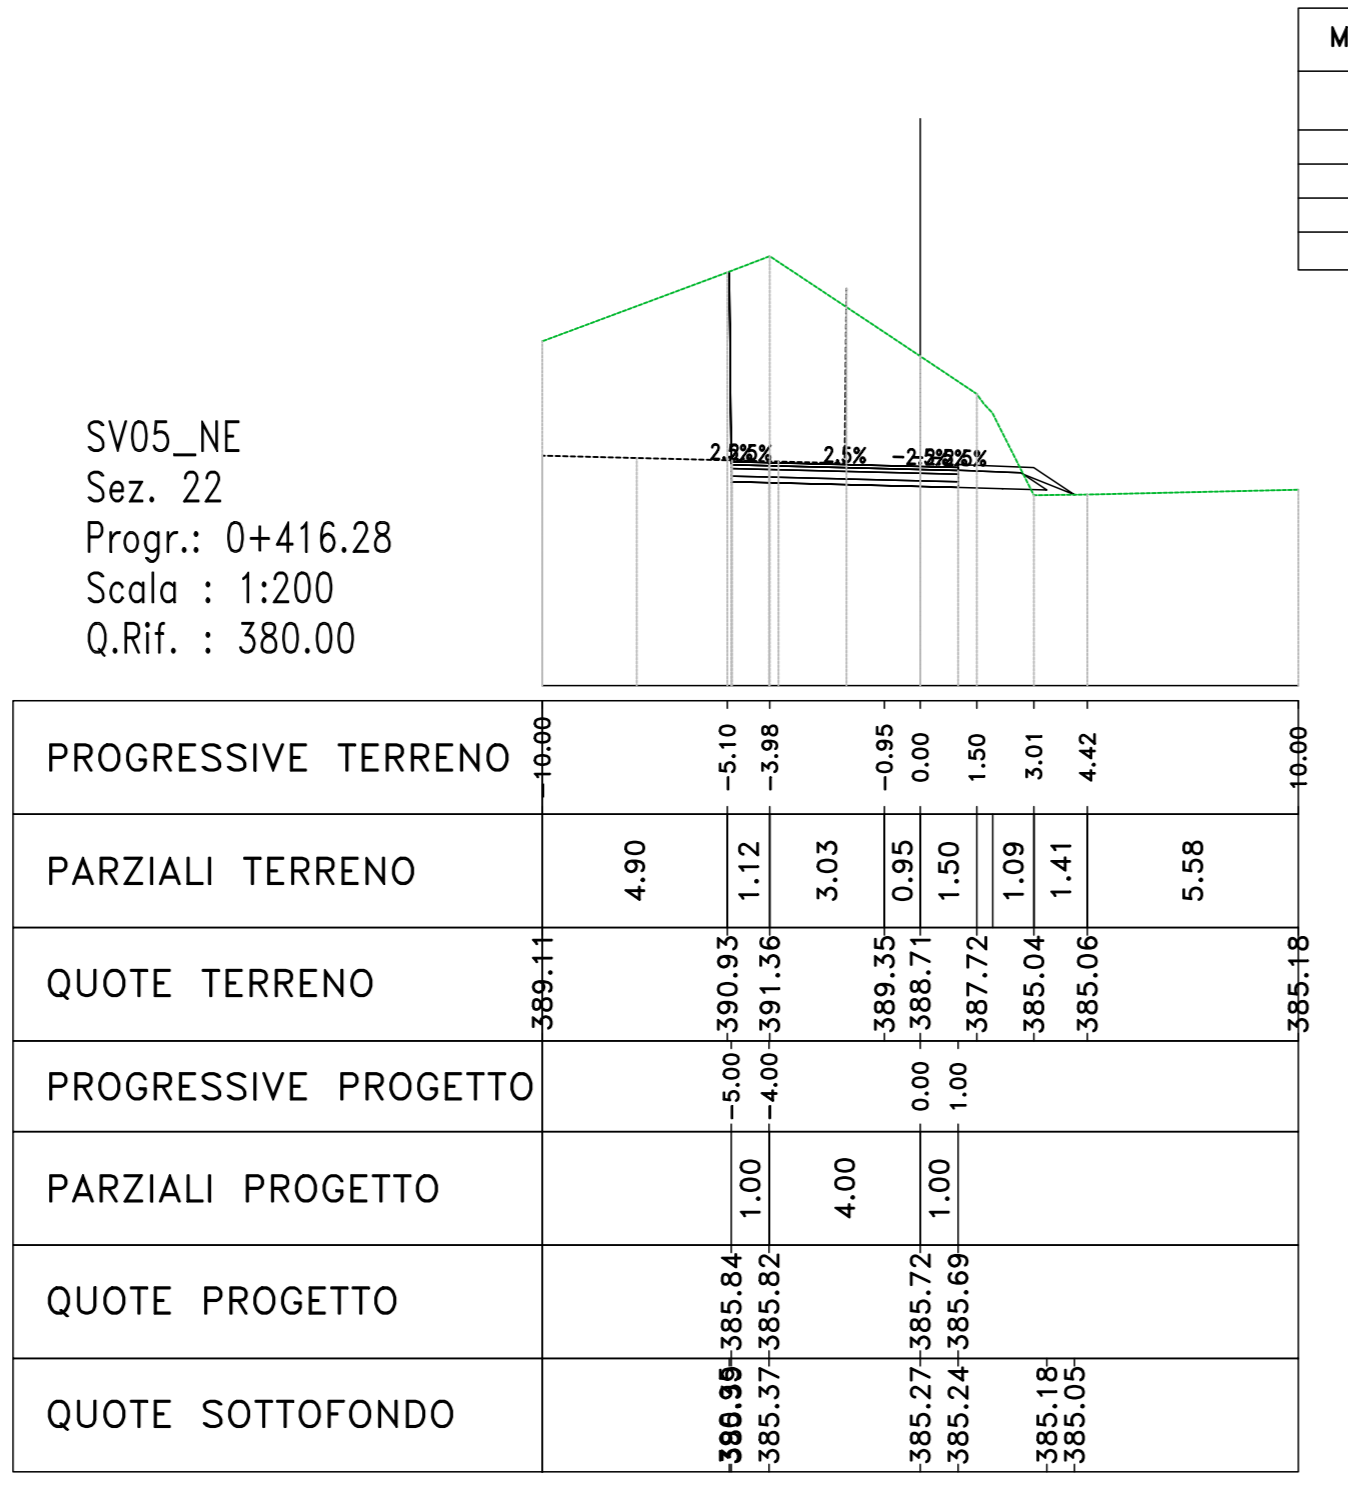 M
SV05_NE
Sez. 22
Progr.: 0+416.28
Scala : 1:200
Q.Rif. : 380.00
2.5% 2.5% -2.5%
PROGRESSIVE TERRENO -10.00 -5.10 -3.98 -0.95 0.00 1.50 3.01 4.42 10.00
PARZIALI TERRENO 4.90 1.12 3.03 0.95 1.50 1.09 1.41 5.58
QUOTE TERRENO 389.11 390.93 391.36 389.35 388.71 387.72 385.04 385.06 385.18
PROGRESSIVE PROGETTO -5.00 -4.00 0.00 1.00
PARZIALI PROGETTO 1.00 4.00 1.00
QUOTE PROGETTO 385.84 385.82 385.72 385.69
QUOTE SOTTOFONDO 385.37 385.27 385.24 385.18 385.05